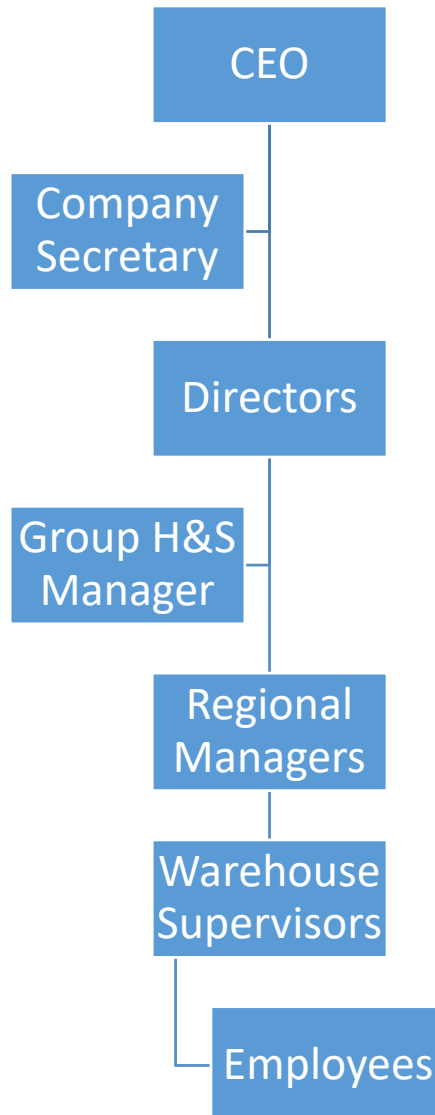 CEO
Company
Secretary
Directors
Group H&S
Manager
Regional
Managers
Warehouse
Supervisors
Employees